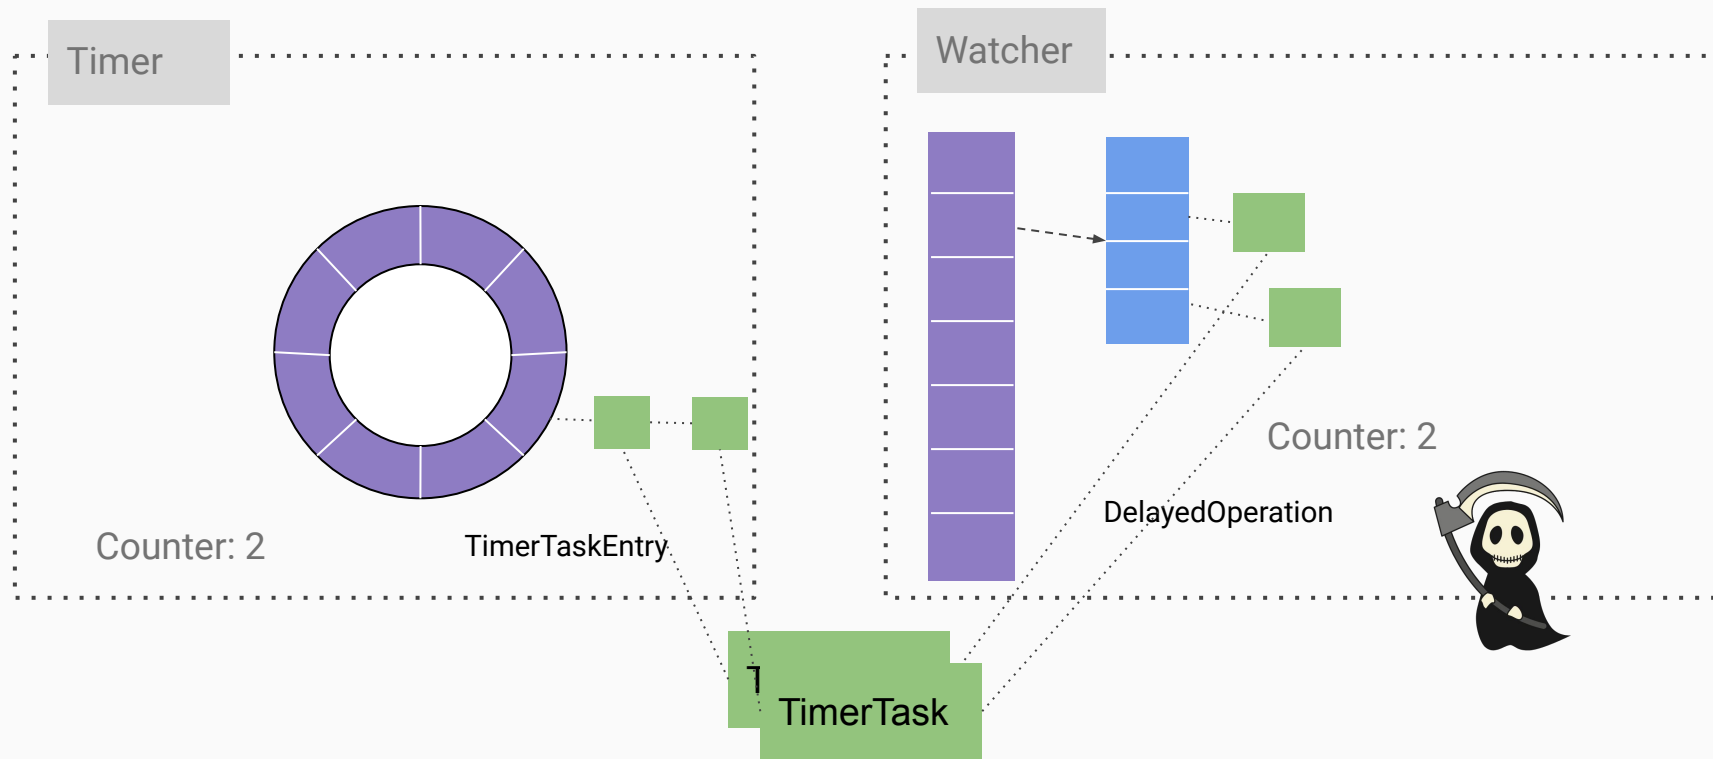 Timer
Watcher
Counter: 2
DelayedOperation
Counter: 2
TimerTaskEntry
T
TimerTask